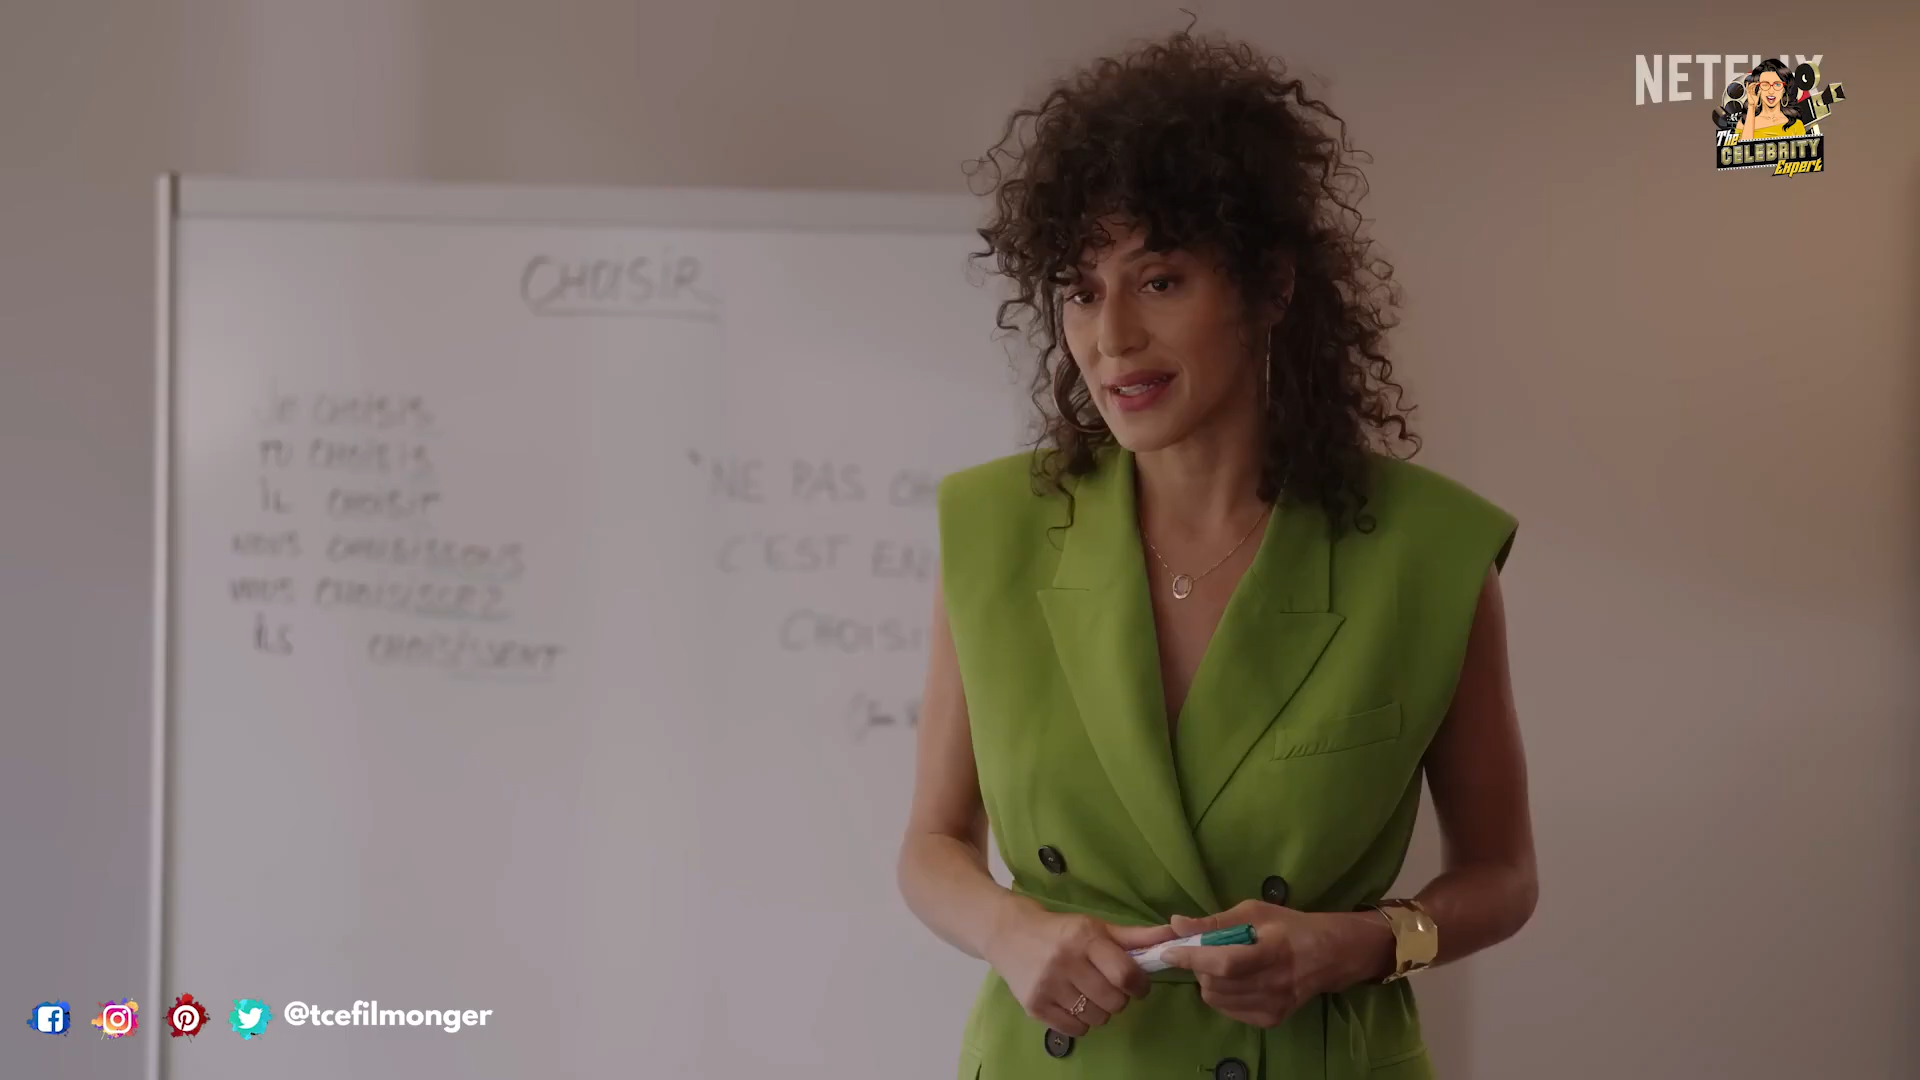 NETFLIX
The
CELEBRITY
Expert
CHOISIR
Je CHOISIS
TU CHOISIS
IL CHOISIT
NOUS CHOISISSONS
VOUS CHOISISSEZ
ILS CHOISISSENT
"NE PAS
C'EST
CHOISI
@tcefilmonger